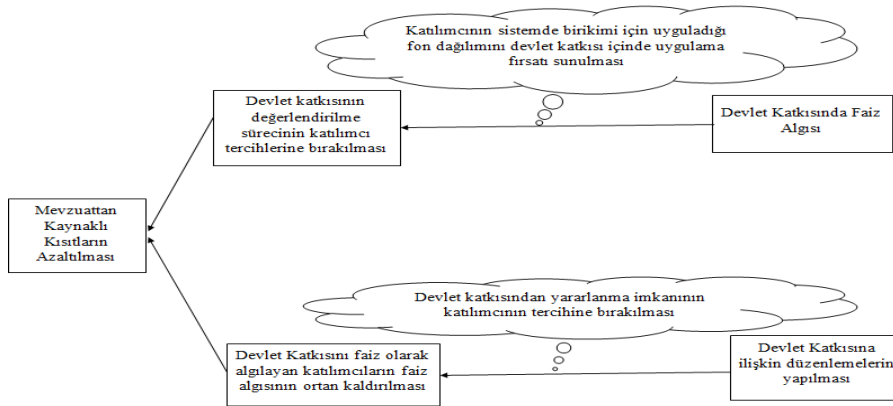 Katılımcının sistemde birikimi için uyguladığı
fon dağılımını devlet katkısı içinde uygulama
fırsatı sunulması
Devlet katkısının
değerlendirilme
sürecinin katılımcı
tercihlerine bırakılması
Devlet Katkısında Faiz
Algısı
Mevzuattan
Kaynaklı
Kısıtların
Azaltılması
Devlet katkısından yararlanma imkanının
katılımcının tercihine bırakılması
Devlet Katkısını faiz olarak
algılayan katılımcıların faiz
algısının ortan kaldırılması
Devlet Katkısına
ilişkin düzenlemelerin
yapılması